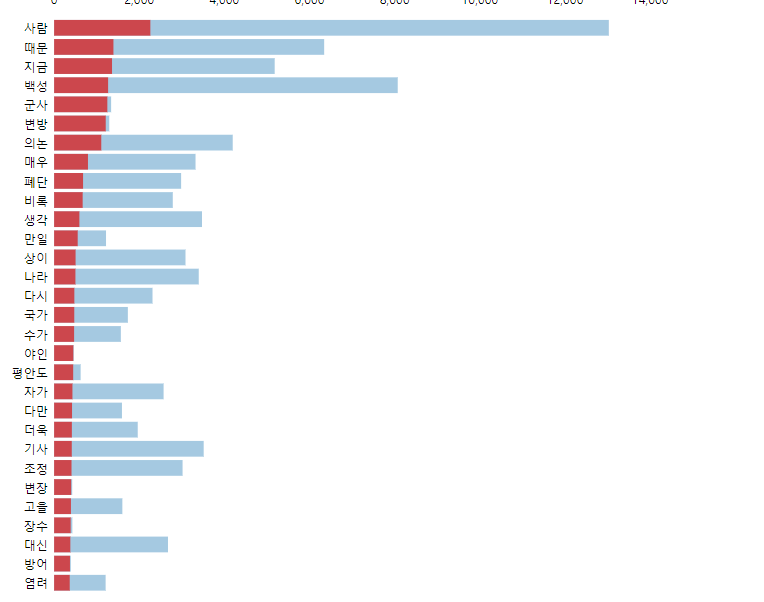 0 2,000 4,000 6,000 8,000 10,000 12,000 14,000
사람
때문
지금
백성
군사
변방
의논
매우
폐단
비록
생각
만일
상이
나라
다시
국가
수가
야인
평안도
자가
다만
더욱
기사
조정
변장
고을
장수
대신
방어
염려